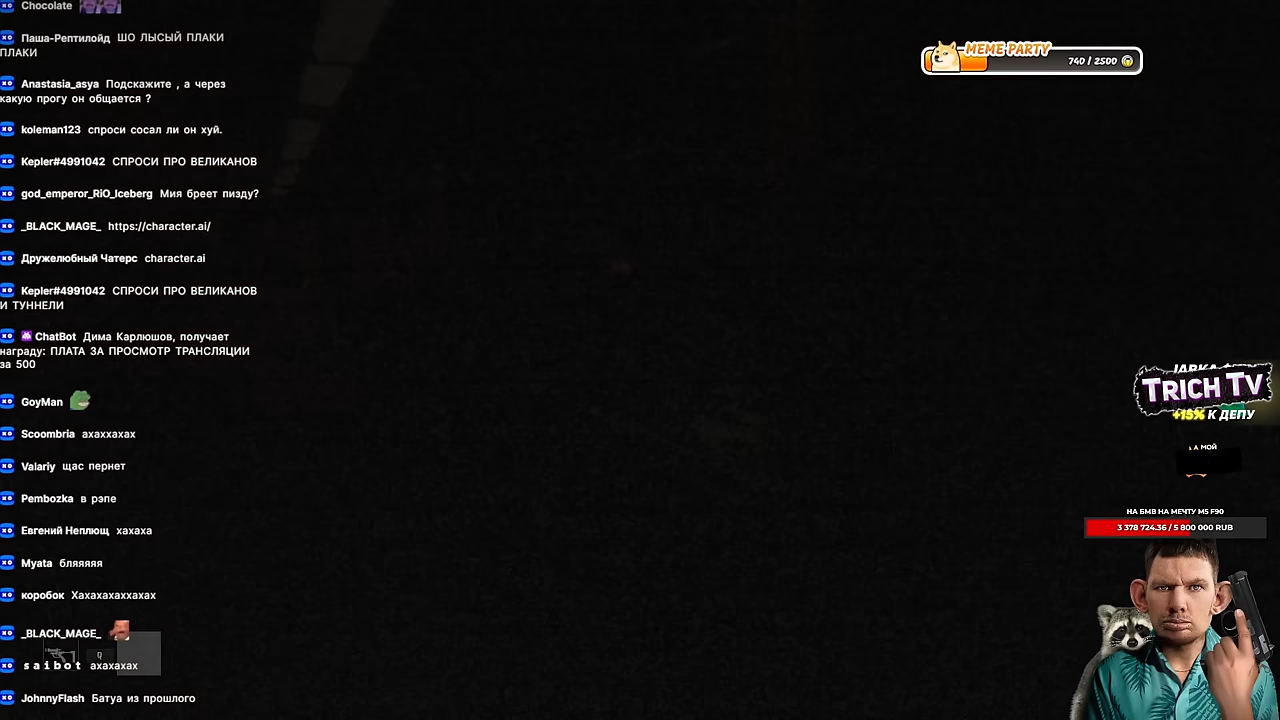 Chocolate
Паша-Рептилойд ШО ЛЫСЫЙ ПЛАКИ
ПЛАКИ
Anastasia_asya Подскажите , а через
какую прогу он общается ?
koleman123 спроси сосал ли он хуй.
Kepler#4991042 СПРОСИ ПРО ВЕЛИКАНОВ
god_emperor_RiO_Iceberg Мия бреет пизду?
_BLACK_MAGE_ https://character.ai/
Дружелюбный Чатерс character.ai
Kepler#4991042 СПРОСИ ПРО ВЕЛИКАНОВ
И ТУННЕЛИ
ChatBot Дима Карлюшов, получает
награду: ПЛАТА ЗА ПРОСМОТР ТРАНСЛЯЦИИ
за 500
GoyMan
Scoombria ахаххахах
Valariy щас пернет
Pembozka в рэпе
Евгений Неплющ хахаха
Myata бляяяяя
коробок Хахахахаххахах
_BLACK_MAGE_
Q
saibot ахахахах
JohnnyFlash Батуа из прошлого
MEME PARTY
740 / 2500
TRICH TV
+15% К ДЕПУ
МОЙ
НА БМВ НА МЕЧТУ M5 F90
3 378 724.36 / 5 800 000 RUB